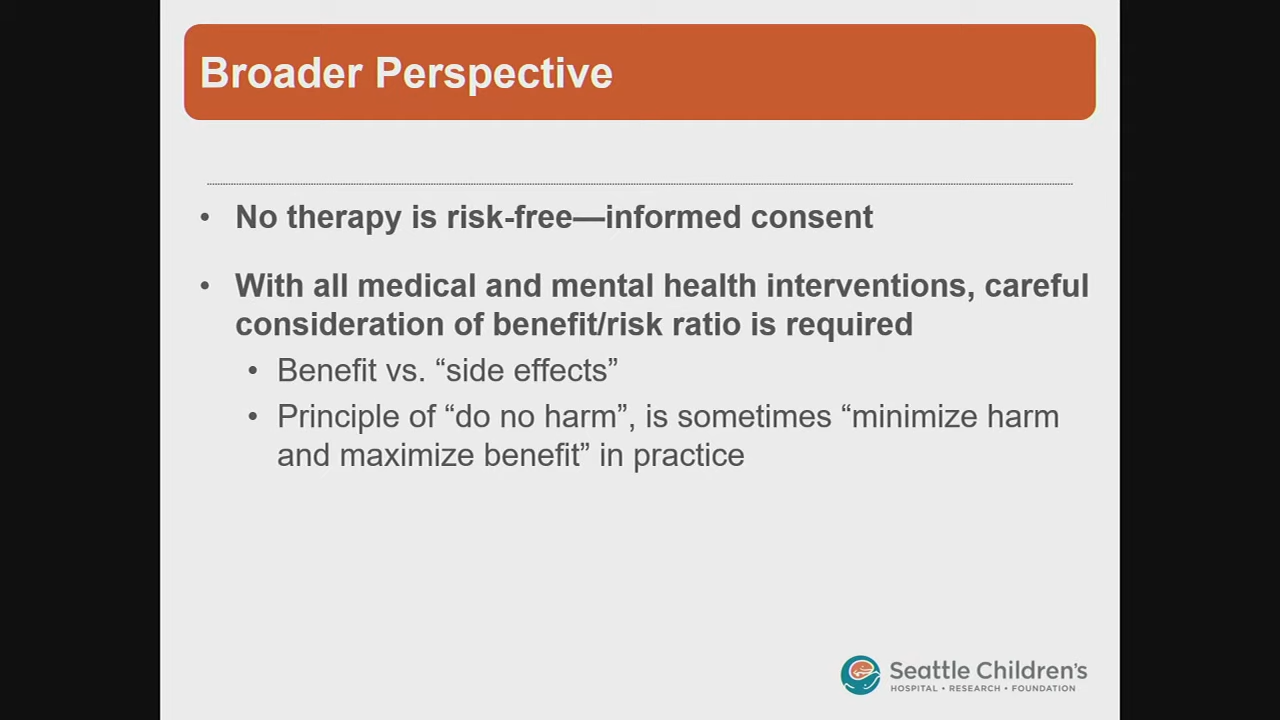 Broader Perspective
• No therapy is risk-free—informed consent
• With all medical and mental health interventions, careful
consideration of benefit/risk ratio is required
• Benefit vs. “side effects”
• Principle of “do no harm”, is sometimes “minimize harm
and maximize benefit” in practice
Seattle Children’s
HOSPITAL • RESEARCH • FOUNDATION